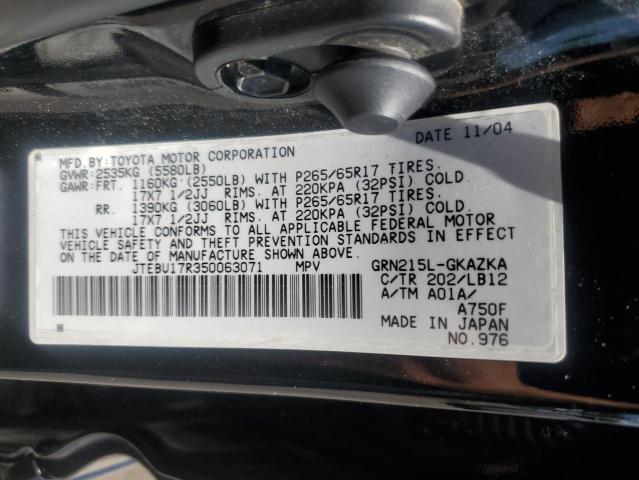 DATE 11/04
MFD.BY:TOYOTA MOTOR CORPORATION
GVWR:2535KG (5580LB)
GAWR:FRT. 1160KG (2550LB) WITH P265/65R17 TIRES.
17X7 1/2JJ RIMS. AT 220KPA (32PSI) COLD.
RR. 1390KG (3060LB) WITH P265/65R17 TIRES.
17X7 1/2JJ RIMS. AT 220KPA (32PSI) COLD.
THIS VEHICLE CONFORMS TO ALL APPLICABLE FEDERAL MOTOR
VEHICLE SAFETY AND THEFT PREVENTION STANDARDS IN EFFECT
ON THE DATE OF MANUFACTURE SHOWN ABOVE.
JTEBU17R350063071 MPV GRN215L-GKAZKA
C/TR 202/LB12
A/TM A01A/
A750F
MADE IN JAPAN
NO.976